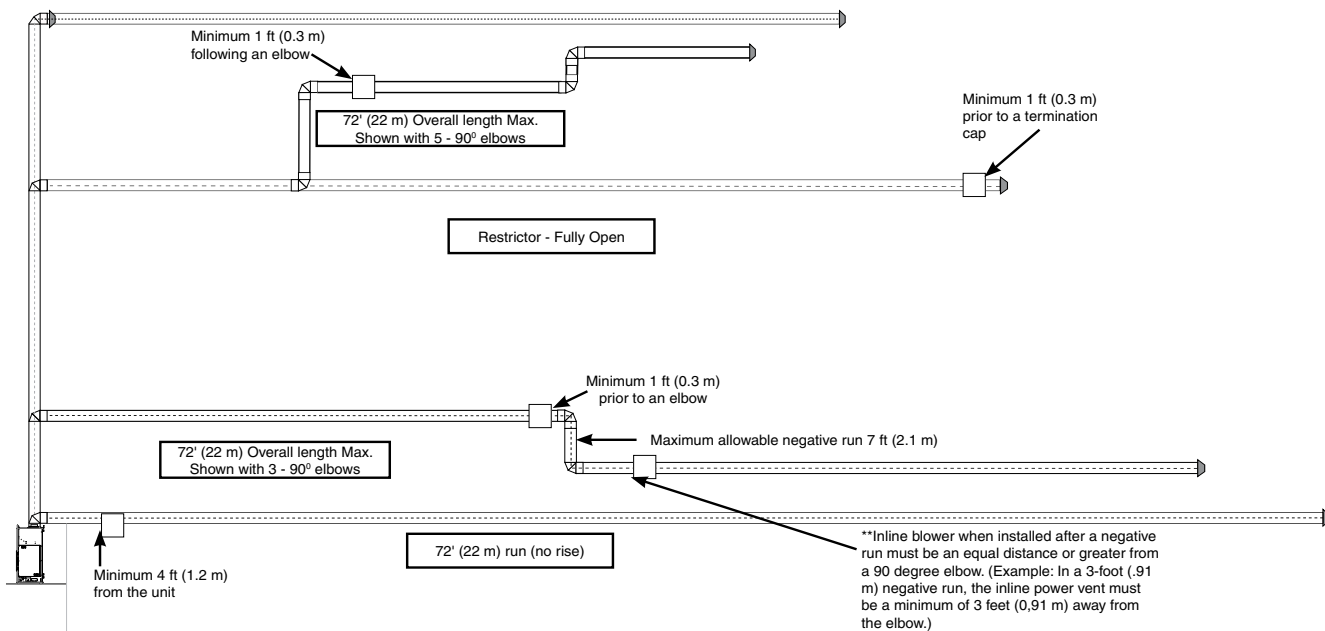 Minimum 1 ft (0.3 m)
following an elbow
72' (22 m) Overall length Max.
Shown with 5 - 90⁰ elbows
Minimum 1 ft (0.3 m)
prior to a termination
cap
Restrictor - Fully Open
Minimum 1 ft (0.3 m)
prior to an elbow
Maximum allowable negative run 7 ft (2.1 m)
72' (22 m) Overall length Max.
Shown with 3 - 90⁰ elbows
72' (22 m) run (no rise)
Minimum 4 ft (1.2 m)
from the unit
**Inline blower when installed after a negative
run must be an equal distance or greater from
a 90 degree elbow. (Example: In a 3-foot (.91
m) negative run, the inline power vent must
be a minimum of 3 feet (0,91 m) away from
the elbow.)